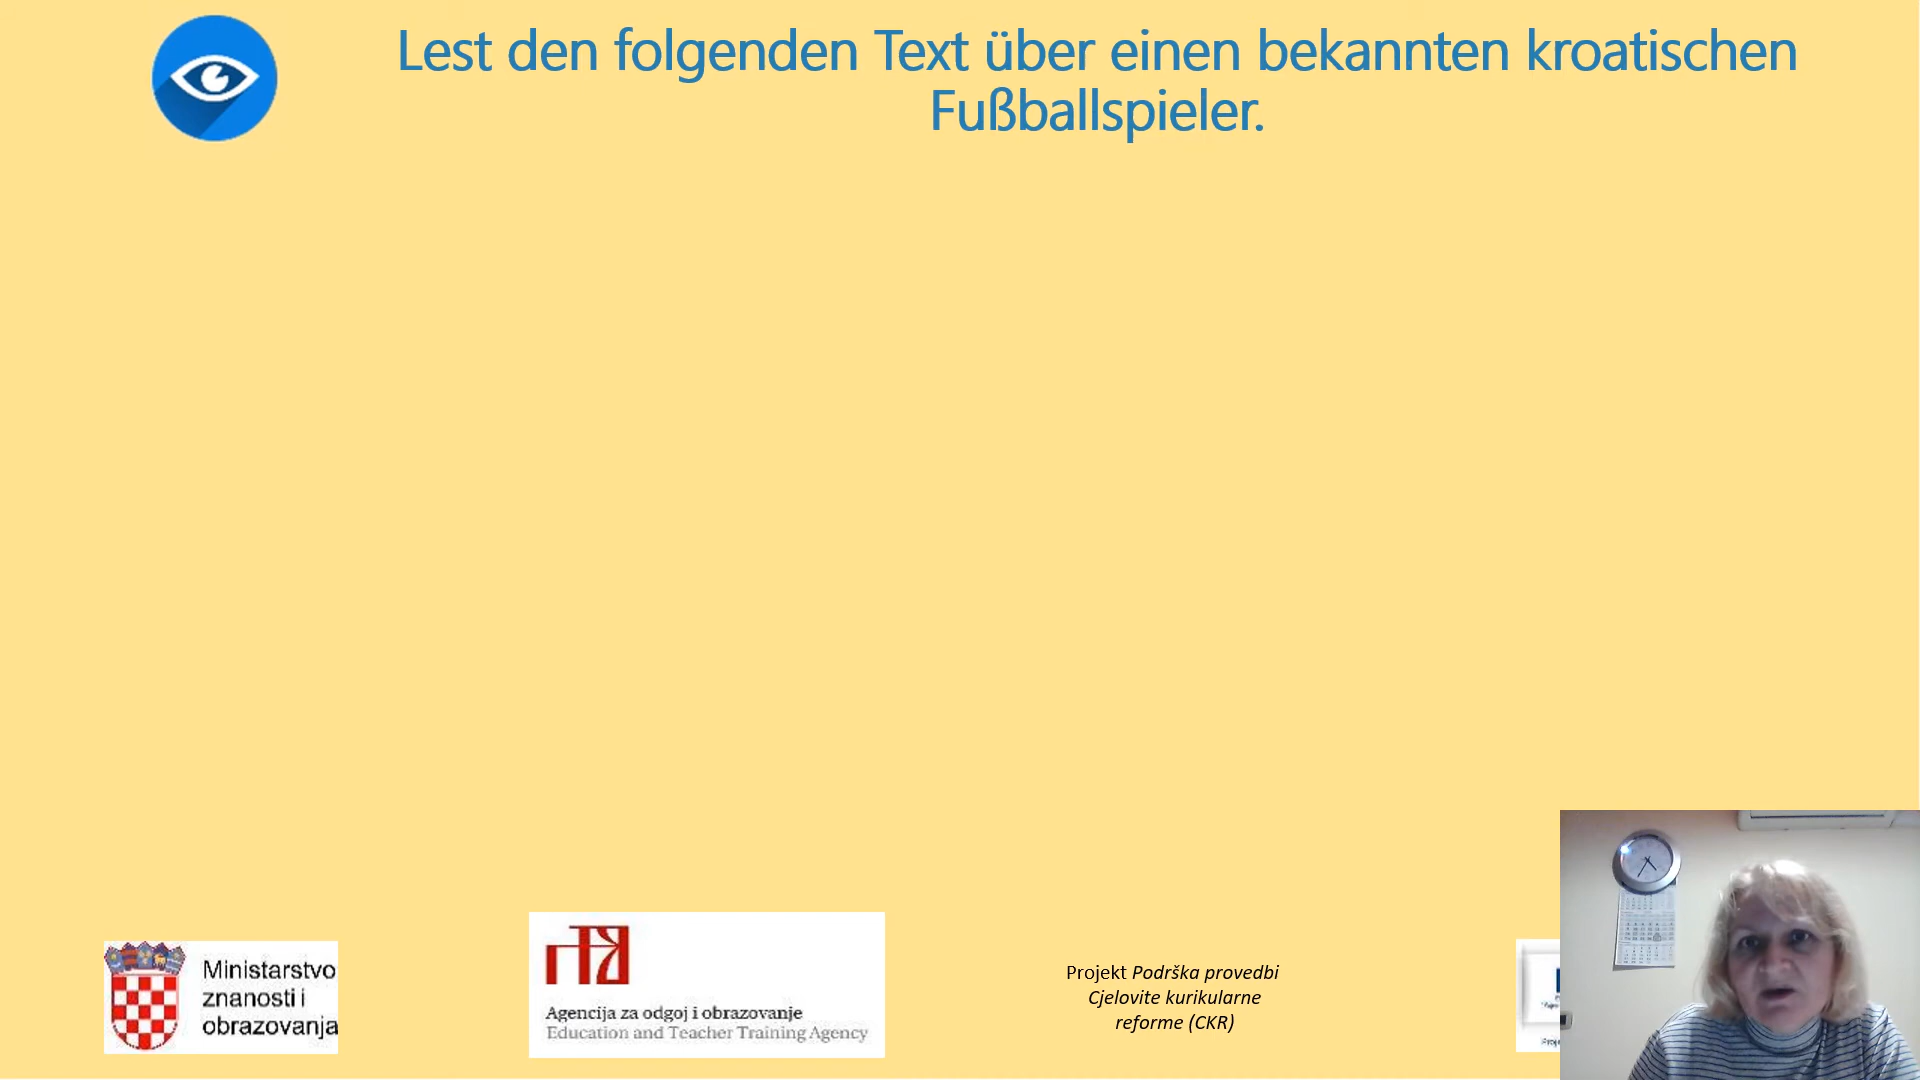 Lest den folgenden Text über einen bekannten kroatischen
Fußballspieler.
Ministarstvo
znanosti i
obrazovanja
Agencija za odgoj i obrazovanje
Education and Teacher Training Agency
Projekt Podrška provedbi
Cjelovite kurikularne
reforme (CKR)